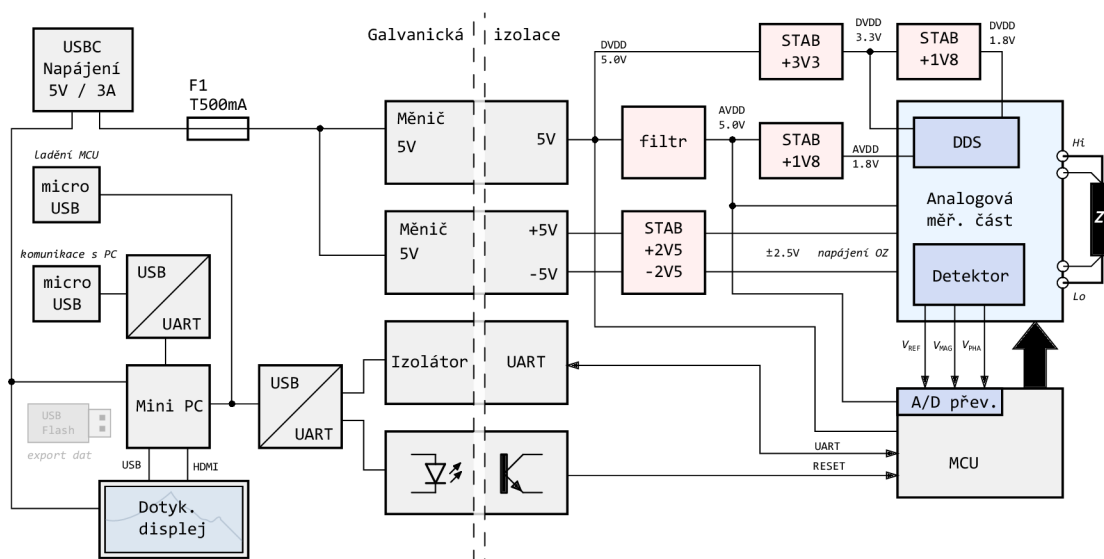 USBC
Napájení
5V / 3A
F1
T500mA
Galvanická
izolace
DVDD
5.0V
STAB
+3V3
DVDD
3.3V
STAB
+1V8
DVDD
1.8V
Měnič
5V
5V
filtr
AVDD
5.0V
STAB
+1V8
AVDD
1.8V
DDS
Hi
Analogová
měř. část
Z
ladění MCU
micro
USB
Měnič
5V
+5V
-5V
STAB
+2V5
-2V5
±2.5V
napájení OZ
Detektor
Lo
komunikace s PC
micro
USB
USB
UART
VREF
VMAG
VPHA
Izolátor
UART
Mini PC
USB
UART
A/D přev.
MCU
UART
RESET
USB
Flash
export dat
USB
HDMI
Dotyk.
displej